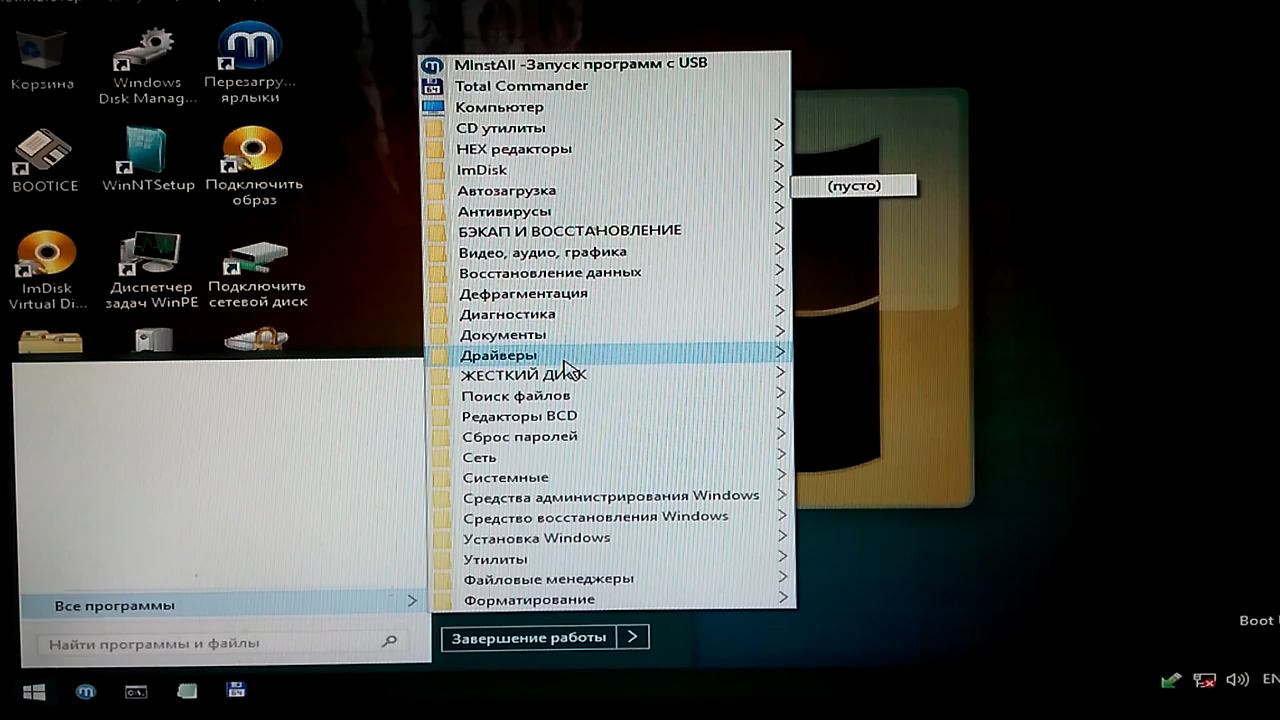 Корзина
Windows
Disk Manag...
Перезагру...
ярлыки
BOOTICE
WinNTSetup
Подключить
образ
ImDisk
Virtual Di...
Диспетчер
задач WinPE
Подключить
сетевой диск
MInstAll -Запуск программ с USB
Total Commander
Компьютер
CD утилиты
HEX редакторы
ImDisk
Автозагрузка
(пусто)
Антивирусы
БЭКАП И ВОССТАНОВЛЕНИЕ
Видео, аудио, графика
Восстановление данных
Дефрагментация
Диагностика
Документы
Драйверы
ЖЕСТКИЙ ДИСК
Поиск файлов
Редакторы BCD
Сброс паролей
Сеть
Системные
Средства администрирования Windows
Средство восстановления Windows
Установка Windows
Утилиты
Файловые менеджеры
Форматирование
Все программы
Найти программы и файлы
Завершение работы
Boot
EN